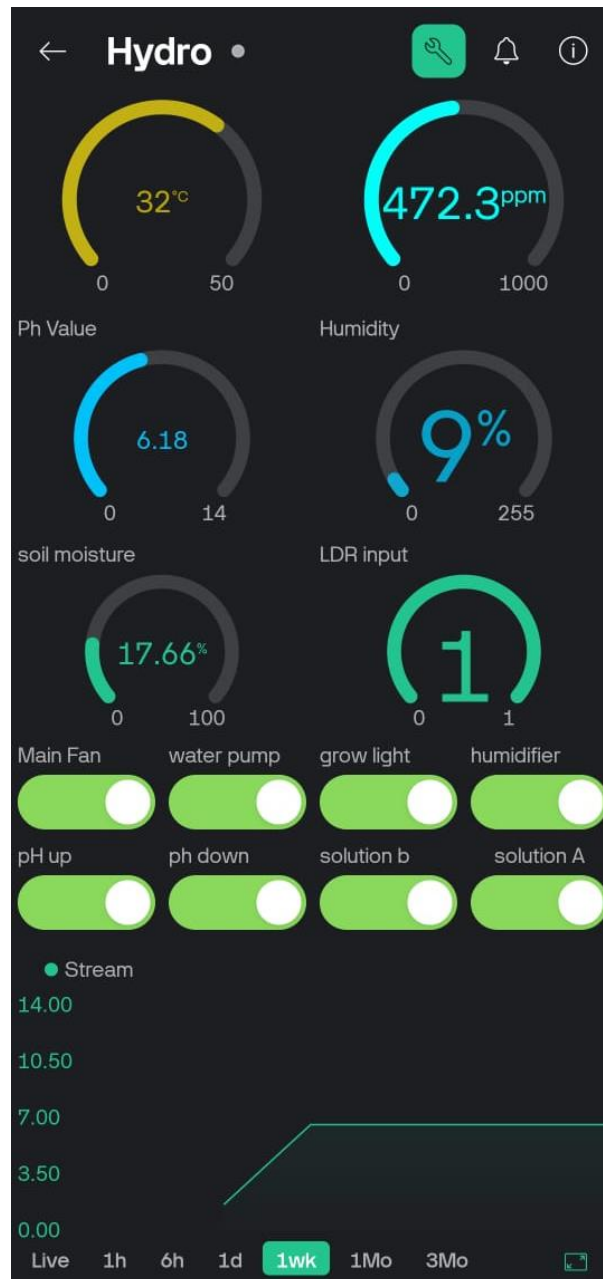 Hydro
32°C
472.3ppm
0 50
0 1000
Ph Value
Humidity
6.18
9%
0 14
0 255
soil moisture
LDR input
17.66%
1
0 100
0 1
Main Fan
water pump
grow light
humidifier
pH up
ph down
solution b
solution A
Stream
14.00
10.50
7.00
3.50
0.00
Live 1h 6h 1d 1wk 1Mo 3Mo